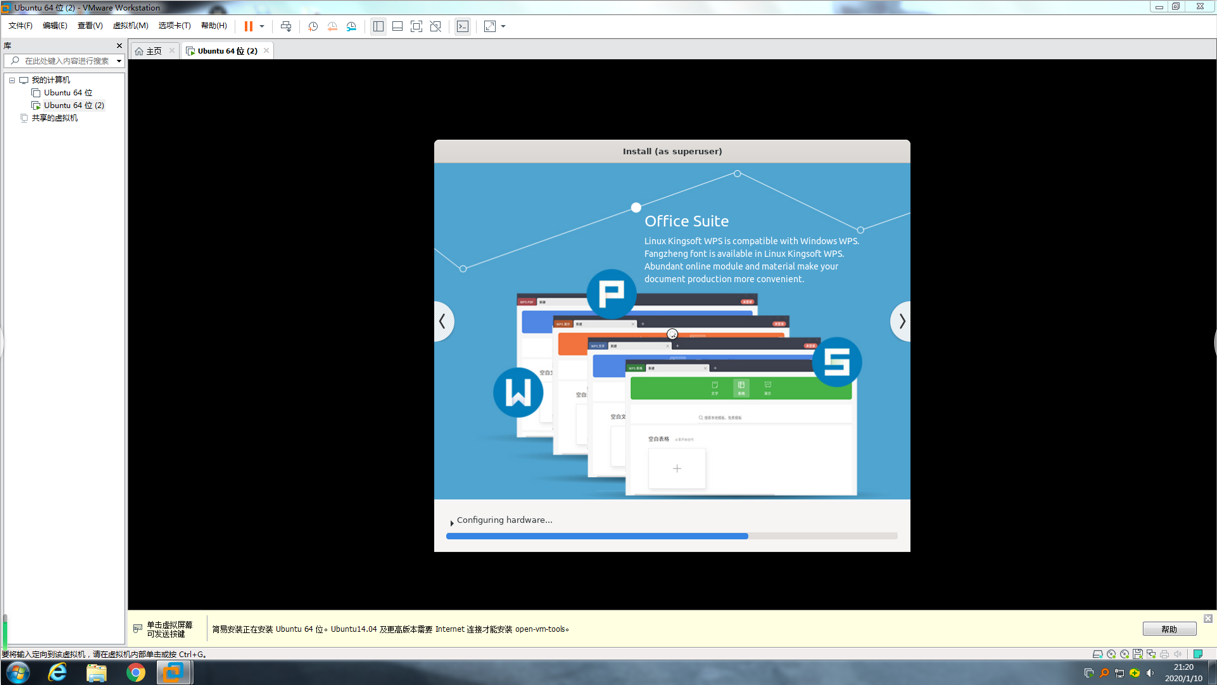 Ubuntu 64 位 (2) - VMware Workstation
文件(F) 编辑(E) 查看(V) 虚拟机(M) 选项卡(T) 帮助(H)
库
在此处键入内容进行搜索
我的计算机
Ubuntu 64 位
Ubuntu 64 位 (2)
共享的虚拟机
主页
Ubuntu 64 位 (2)
Install (as superuser)
Office Suite
Linux Kingsoft WPS is compatible with Windows WPS.
Fangzheng font is available in Linux Kingsoft WPS.
Abundant online module and material make your
document production more convenient.
P
W
S
空白表格
Configuring hardware...
单击虚拟屏幕
可发送按键
简易安装正在安装 Ubuntu 64 位。Ubuntu14.04 及更高版本需要 Internet 连接才能安装 open-vm-tools。
帮助
要将输入定向到该虚拟机，请在虚拟机内部单击或按 Ctrl+G。
21:20
2020/1/10